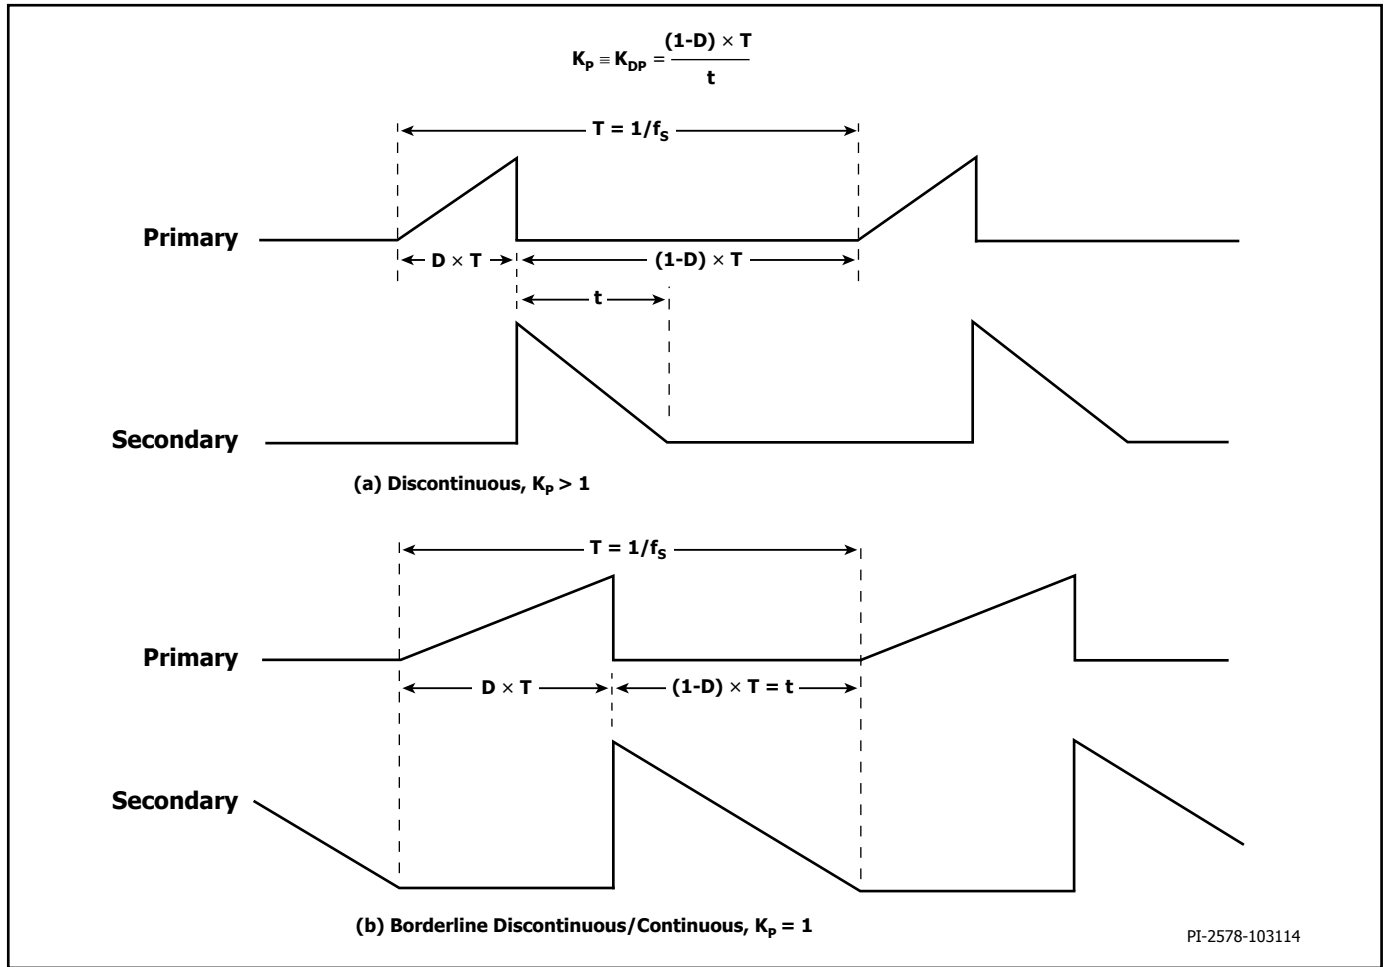 K_P ≡ K_DP = (1-D) × T / t
T = 1/f_S
Primary
D × T
(1-D) × T
t
Secondary
(a) Discontinuous, K_P > 1
T = 1/f_S
Primary
D × T
(1-D) × T = t
Secondary
(b) Borderline Discontinuous/Continuous, K_P = 1
PI-2578-103114